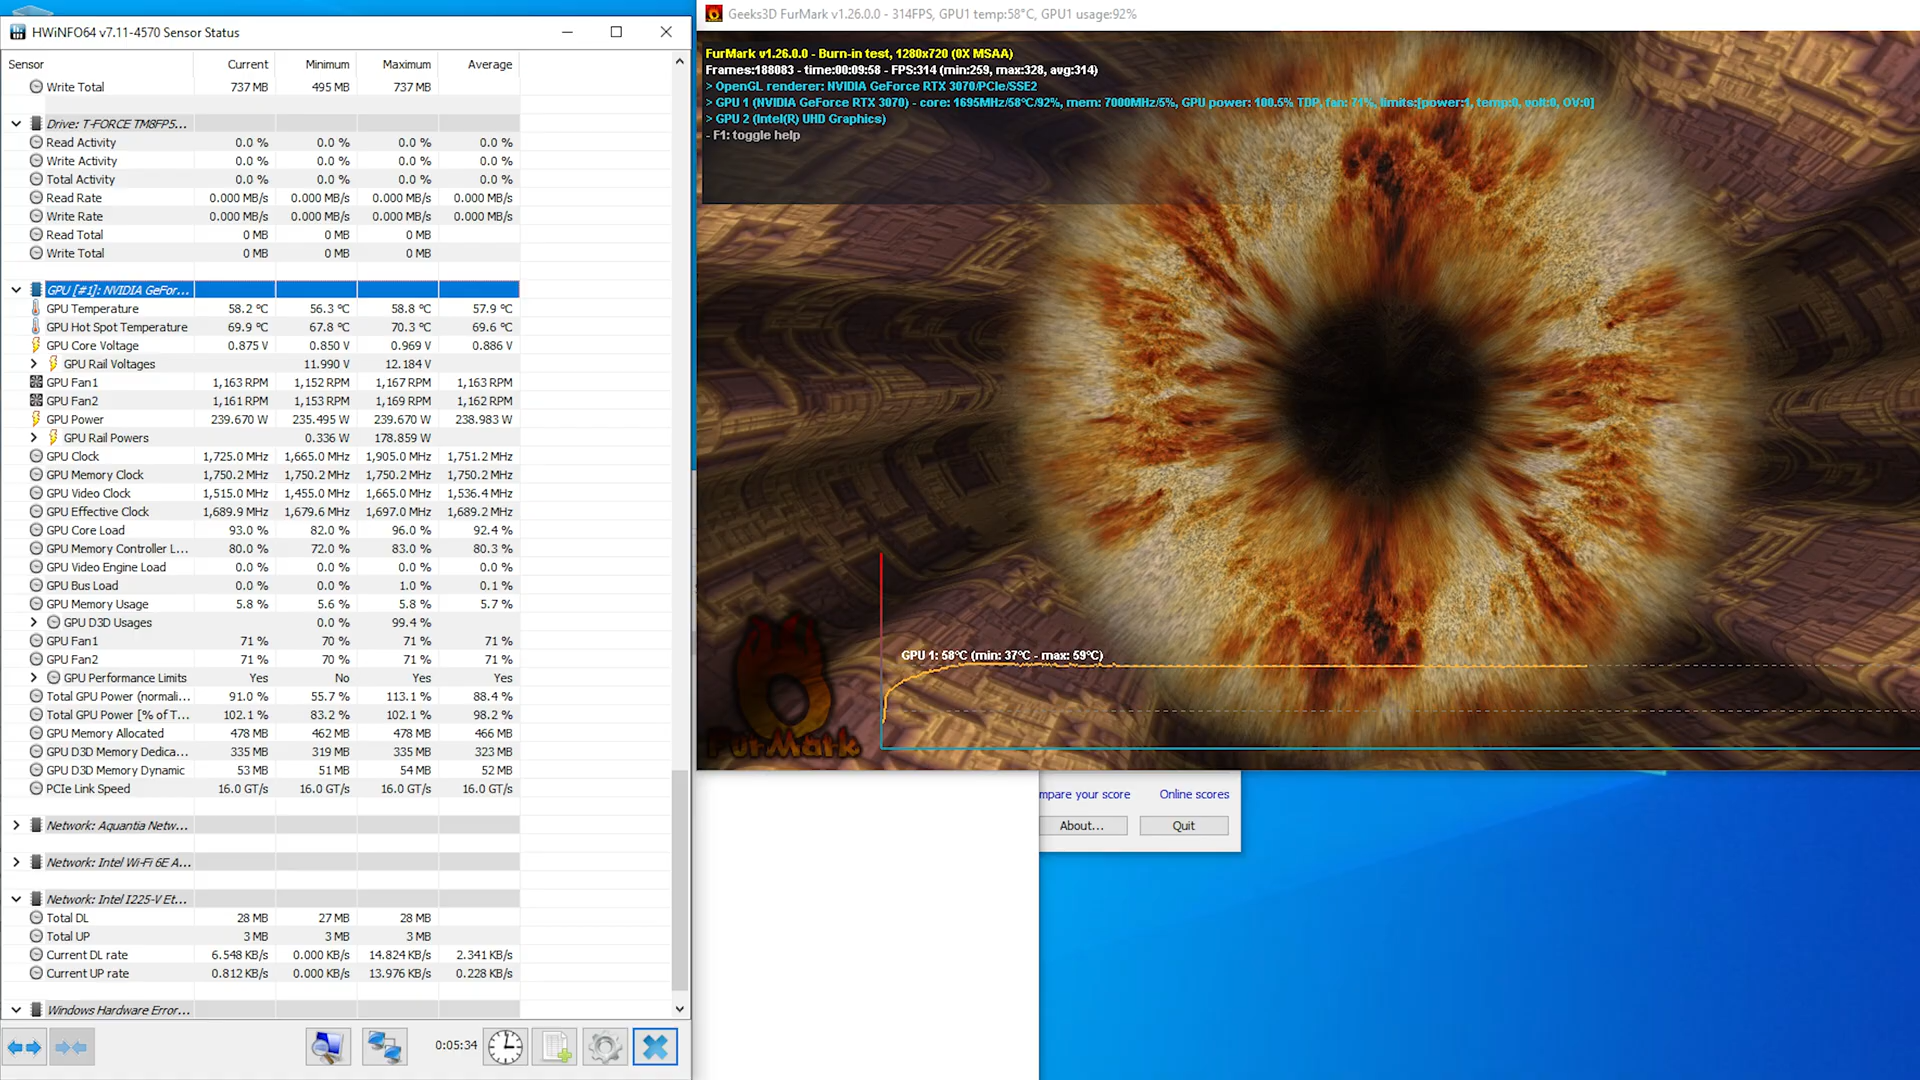 HWiNFO64 v7.11-4570 Sensor Status
Sensor Current Minimum Maximum Average
Write Total 737 MB 495 MB 737 MB
Drive: T-FORCE TM8FP5...
Read Activity 0.0 % 0.0 % 0.0 % 0.0 %
Write Activity 0.0 % 0.0 % 0.0 % 0.0 %
Total Activity 0.0 % 0.0 % 0.0 % 0.0 %
Read Rate 0.000 MB/s 0.000 MB/s 0.000 MB/s 0.000 MB/s
Write Rate 0.000 MB/s 0.000 MB/s 0.000 MB/s 0.000 MB/s
Read Total 0 MB 0 MB 0 MB
Write Total 0 MB 0 MB 0 MB
GPU [#1]: NVIDIA GeFor...
GPU Temperature 58.2 °C 56.3 °C 58.8 °C 57.9 °C
GPU Hot Spot Temperature 69.9 °C 67.8 °C 70.3 °C 69.6 °C
GPU Core Voltage 0.875 V 0.850 V 0.969 V 0.886 V
GPU Rail Voltages 11.990 V 12.184 V
GPU Fan1 1,163 RPM 1,152 RPM 1,167 RPM 1,163 RPM
GPU Fan2 1,161 RPM 1,153 RPM 1,169 RPM 1,162 RPM
GPU Power 239.670 W 235.495 W 239.670 W 238.983 W
GPU Rail Powers 0.336 W 178.859 W
GPU Clock 1,725.0 MHz 1,665.0 MHz 1,905.0 MHz 1,751.2 MHz
GPU Memory Clock 1,750.2 MHz 1,750.2 MHz 1,750.2 MHz 1,750.2 MHz
GPU Video Clock 1,515.0 MHz 1,455.0 MHz 1,665.0 MHz 1,536.4 MHz
GPU Effective Clock 1,689.9 MHz 1,679.6 MHz 1,697.0 MHz 1,689.2 MHz
GPU Core Load 93.0 % 82.0 % 96.0 % 92.4 %
GPU Memory Controller L... 80.0 % 72.0 % 83.0 % 80.3 %
GPU Video Engine Load 0.0 % 0.0 % 0.0 % 0.0 %
GPU Bus Load 0.0 % 0.0 % 1.0 % 0.1 %
GPU Memory Usage 5.8 % 5.6 % 5.8 % 5.7 %
GPU D3D Usages 0.0 % 99.4 %
GPU Fan1 71 % 70 % 71 % 71 %
GPU Fan2 71 % 70 % 71 % 71 %
GPU Performance Limits Yes No Yes Yes
Total GPU Power (normali... 91.0 % 55.7 % 113.1 % 88.4 %
Total GPU Power [% of T... 102.1 % 83.2 % 102.1 % 98.2 %
GPU Memory Allocated 478 MB 462 MB 478 MB 466 MB
GPU D3D Memory Dedica... 335 MB 319 MB 335 MB 323 MB
GPU D3D Memory Dynamic 53 MB 51 MB 54 MB 52 MB
PCIe Link Speed 16.0 GT/s 16.0 GT/s 16.0 GT/s 16.0 GT/s
Network: Aquantia Netw...
Network: Intel Wi-Fi 6E A...
Network: Intel I225-V Et...
Total DL 28 MB 27 MB 28 MB
Total UP 3 MB 3 MB 3 MB
Current DL rate 6.548 KB/s 0.000 KB/s 14.824 KB/s 2.341 KB/s
Current UP rate 0.812 KB/s 0.000 KB/s 13.976 KB/s 0.228 KB/s
Windows Hardware Error...
0:05:34
Geeks3D FurMark v1.26.0.0 - 314FPS, GPU1 temp:58°C, GPU1 usage:92%
FurMark v1.26.0.0 - Burn-in test, 1280x720 (0X MSAA)
Frames:188083 - time:00:09:58 - FPS:314 (min:259, max:328, avg:314)
> OpenGL renderer: NVIDIA GeForce RTX 3070/PCIe/SSE2
> GPU 1 (NVIDIA GeForce RTX 3070) - core: 1695MHz/58°C/92%, mem: 7000MHz/5%, GPU power: 100.5% TDP, fan: 71%, limits:[power:1, temp:0, volt:0, OV:0]
> GPU 2 (Intel(R) UHD Graphics)
- F1: toggle help
GPU 1: 58°C (min: 37°C - max: 59°C)
FurMark
mpare your score Online scores
About... Quit